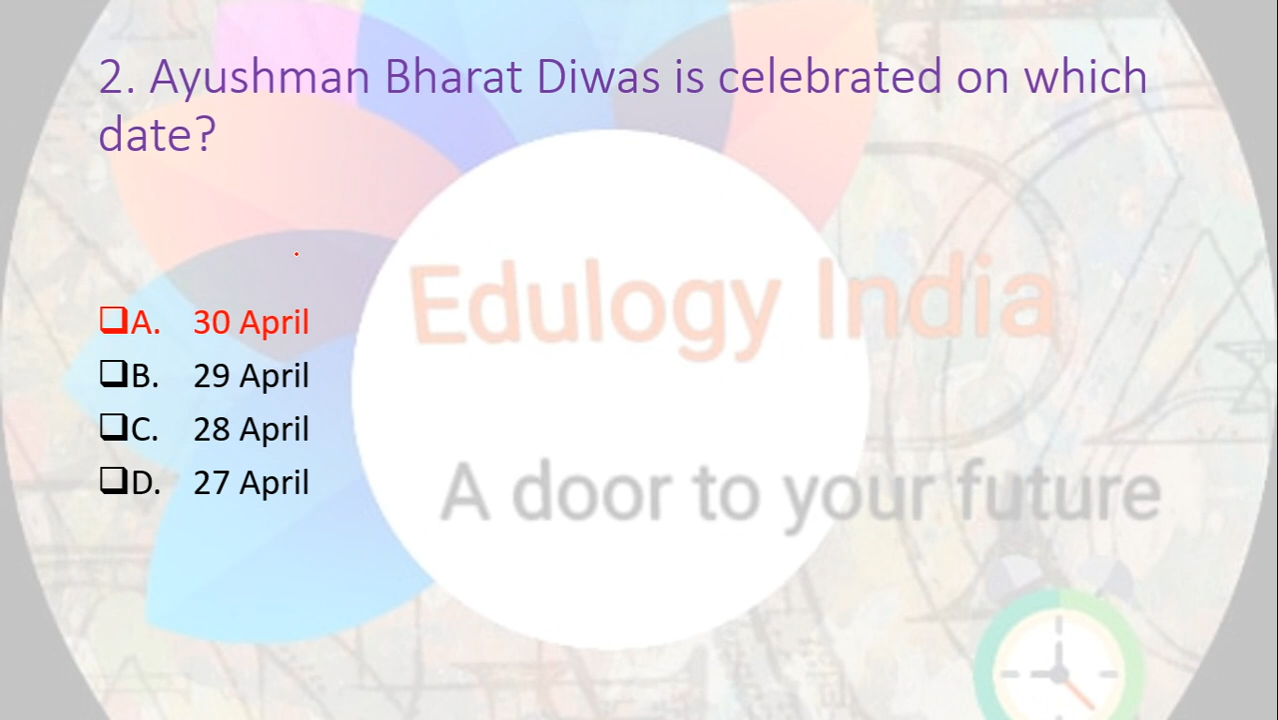 2. Ayushman Bharat Diwas is celebrated on which
date?
Edulogy India
A. 30 April
B. 29 April
C. 28 April
D. 27 April
A door to your future